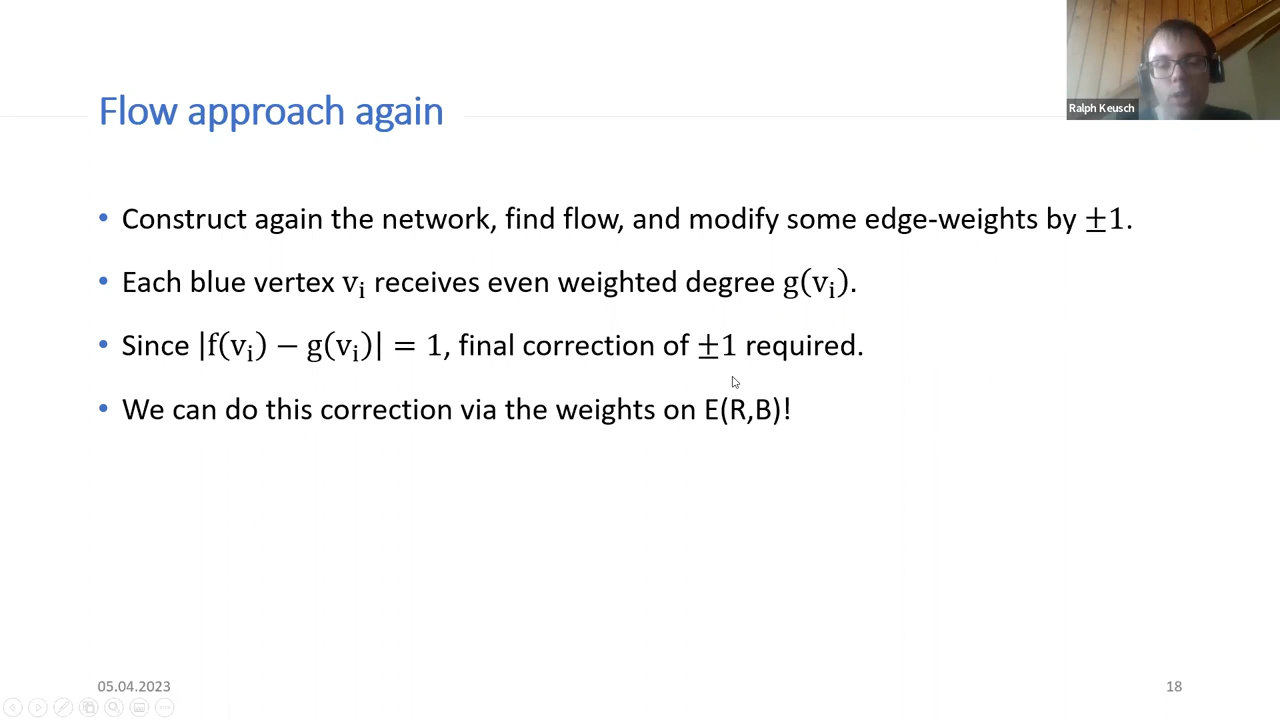 Ralph Keusch
Flow approach again
• Construct again the network, find flow, and modify some edge-weights by ±1.
• Each blue vertex vᵢ receives even weighted degree g(vᵢ).
• Since |f(vᵢ) − g(vᵢ)| = 1, final correction of ±1 required.
• We can do this correction via the weights on E(R,B)!
05.04.2023
18